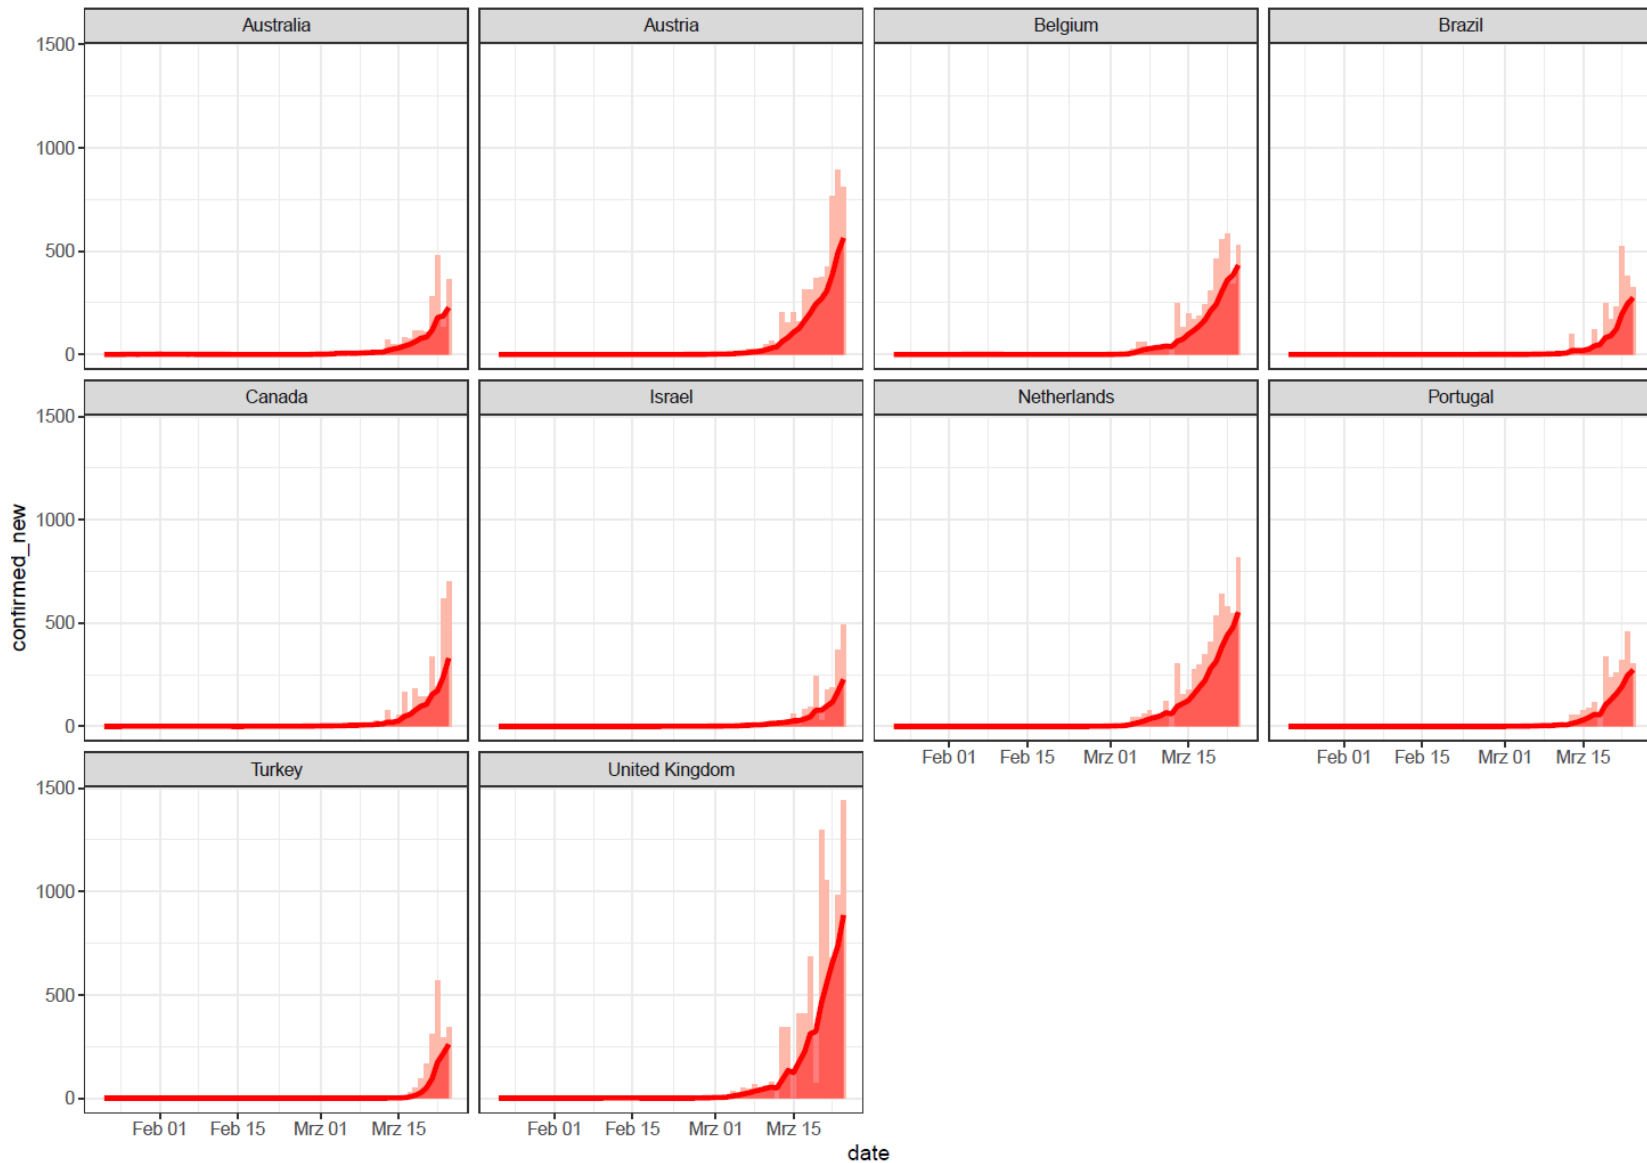 Australia Austria Belgium Brazil
1500
1000
500
0
Canada Israel Netherlands Portugal
1500
1000
500
0
Feb 01 Feb 15 Mrz 01 Mrz 15 Feb 01 Feb 15 Mrz 01 Mrz 15
Turkey United Kingdom
1500
1000
500
0
Feb 01 Feb 15 Mrz 01 Mrz 15 Feb 01 Feb 15 Mrz 01 Mrz 15
confirmed_new
date